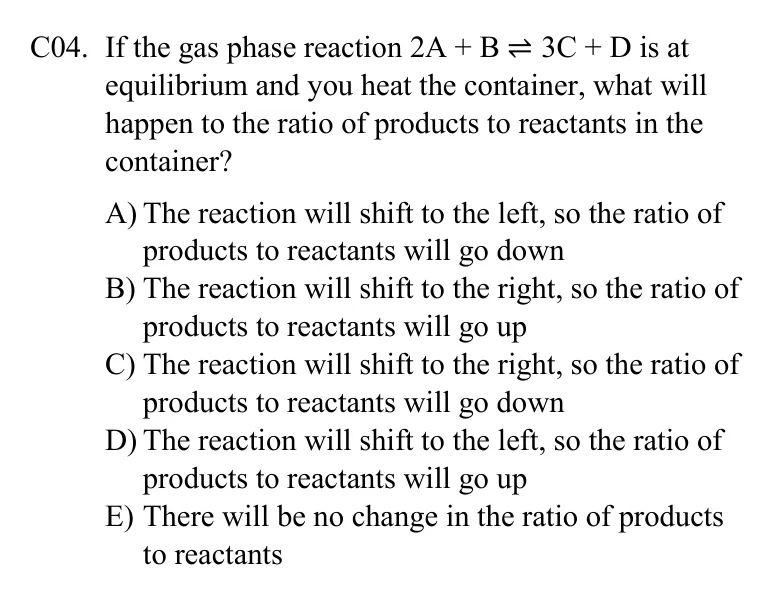 C04. If the gas phase reaction 2A + B ⇌ 3C + D is at
equilibrium and you heat the container, what will
happen to the ratio of products to reactants in the
container?
A) The reaction will shift to the left, so the ratio of
products to reactants will go down
B) The reaction will shift to the right, so the ratio of
products to reactants will go up
C) The reaction will shift to the right, so the ratio of
products to reactants will go down
D) The reaction will shift to the left, so the ratio of
products to reactants will go up
E) There will be no change in the ratio of products
to reactants